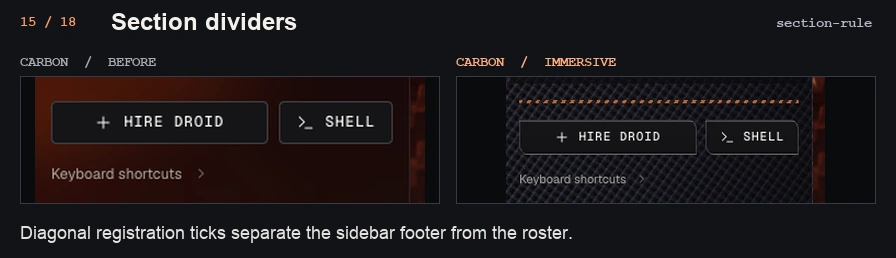 15 / 18 Section dividers section-rule
CARBON / BEFORE CARBON / IMMERSIVE
+ HIRE DROID >_ SHELL + HIRE DROID >_ SHELL
Keyboard shortcuts > Keyboard shortcuts >
Diagonal registration ticks separate the sidebar footer from the roster.